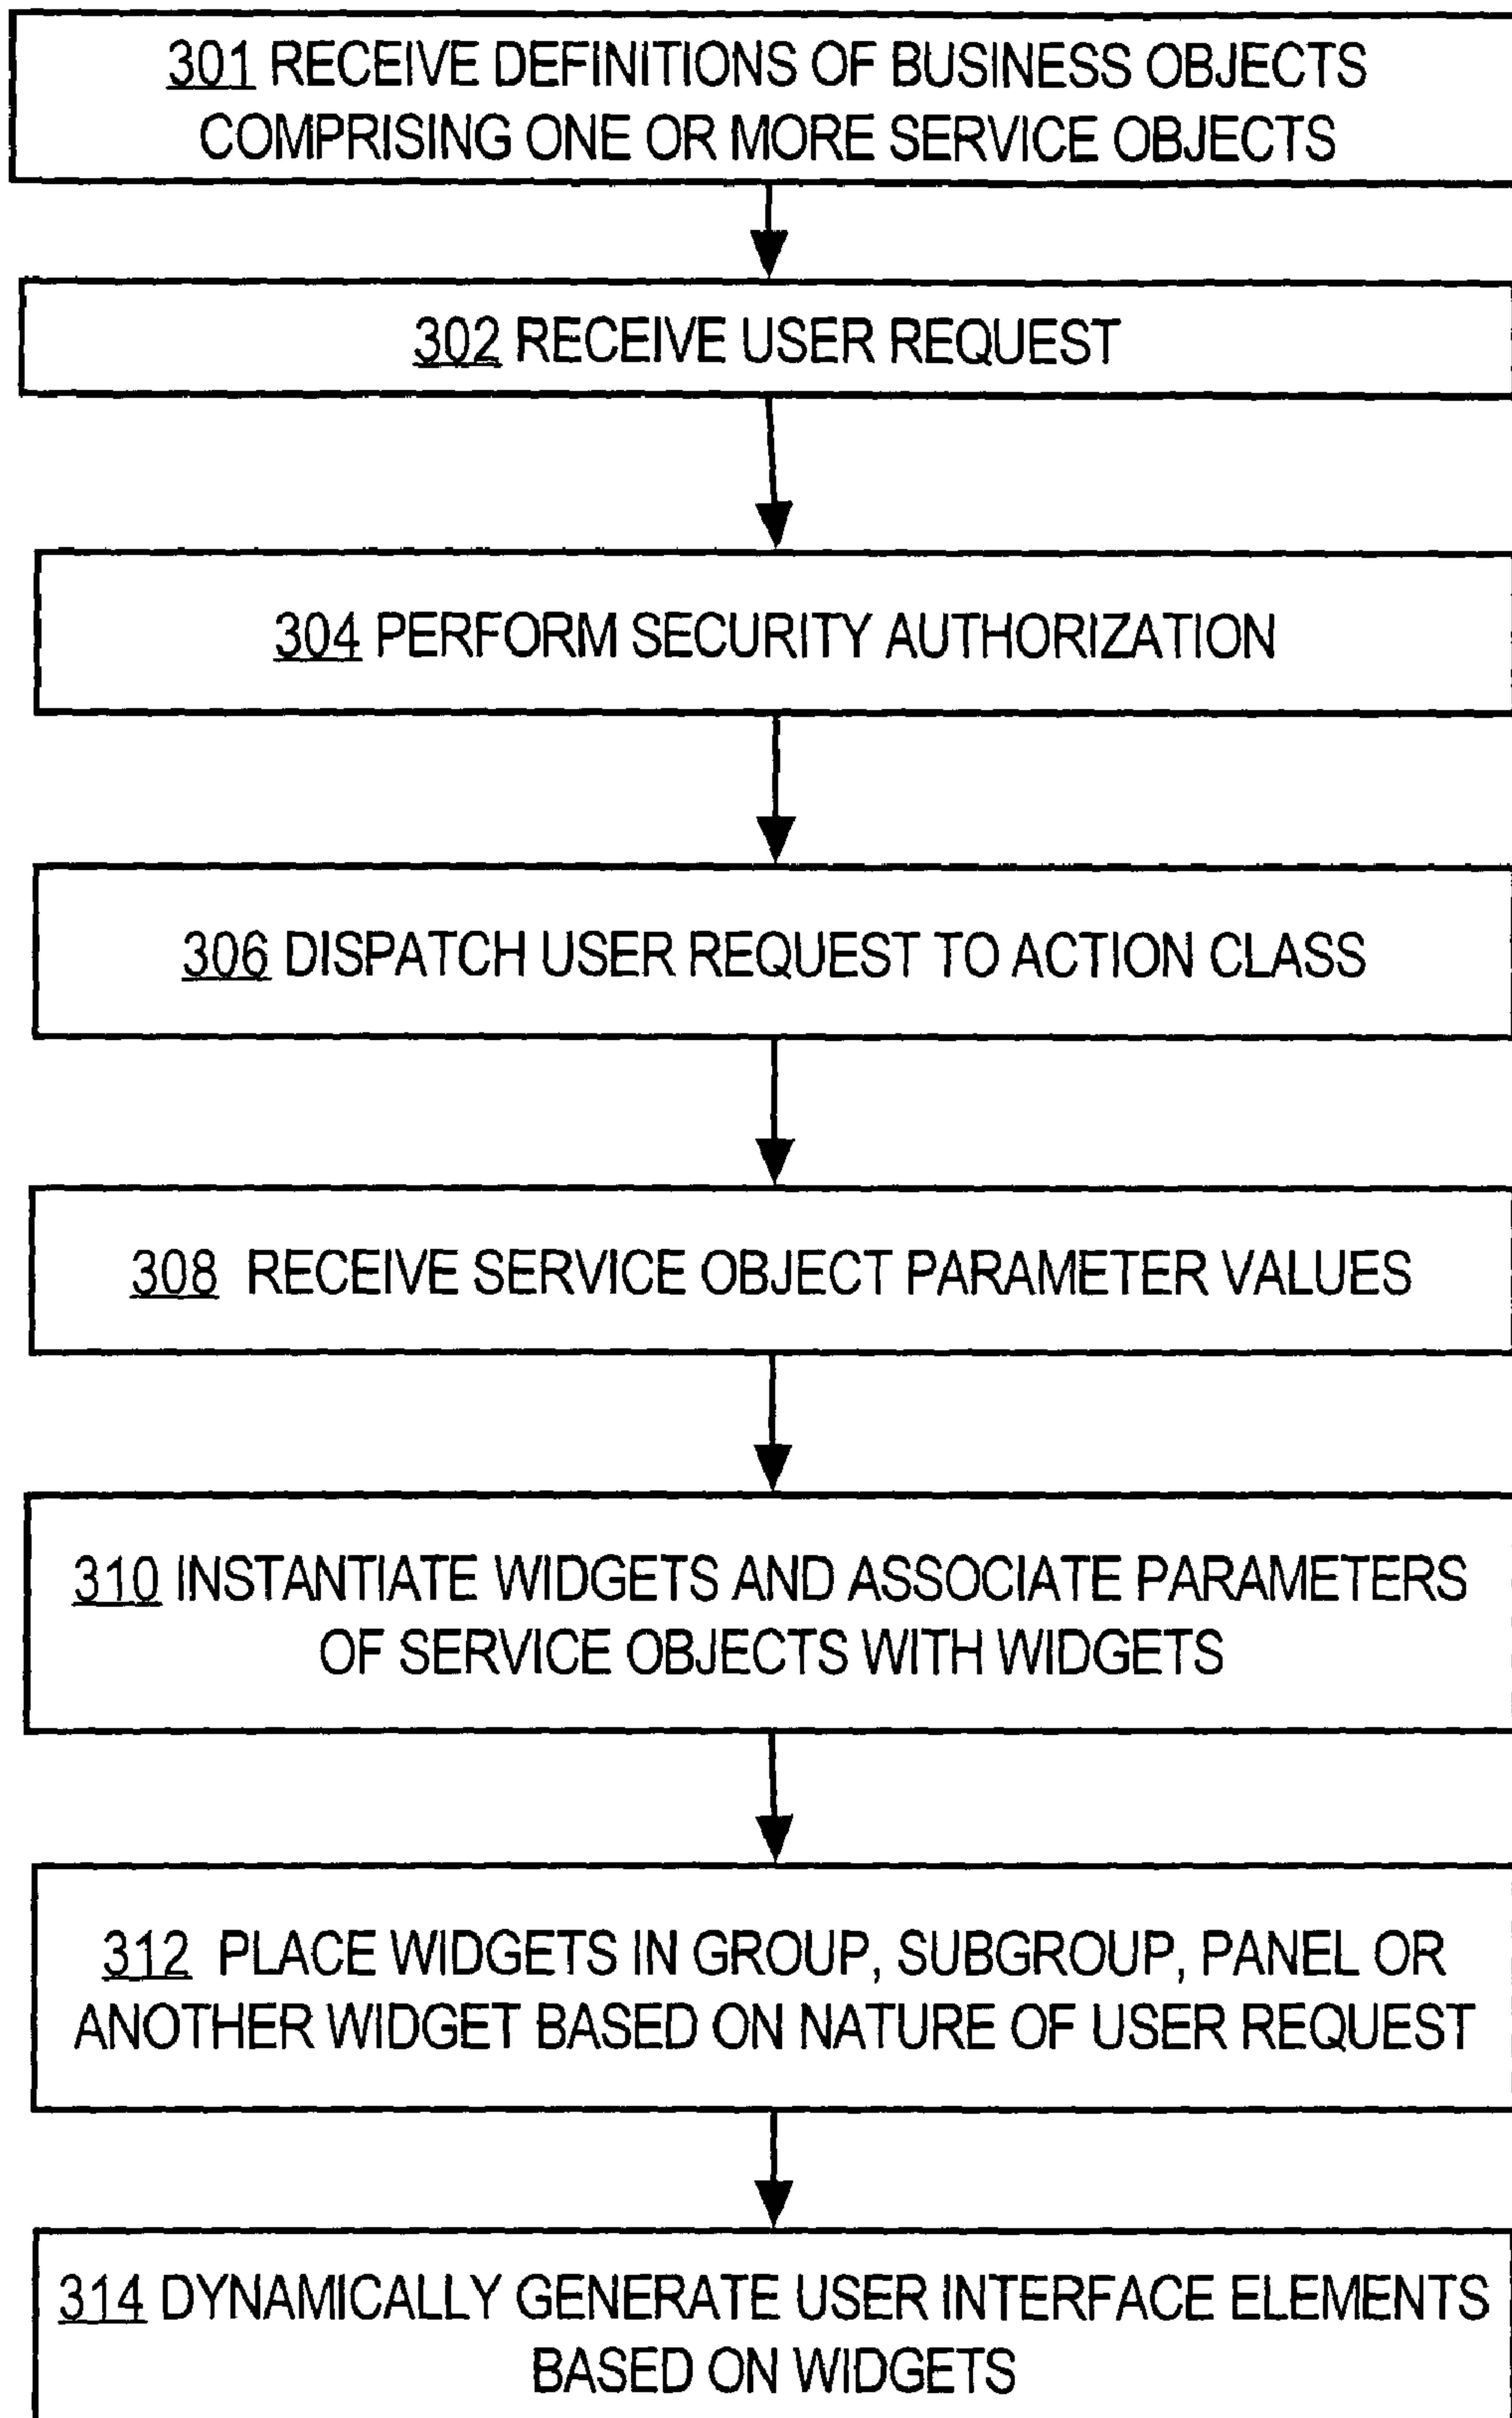 301 RECEIVE DEFINITIONS OF BUSINESS OBJECTS
COMPRISING ONE OR MORE SERVICE OBJECTS
302 RECEIVE USER REQUEST
304 PERFORM SECURITY AUTHORIZATION
306 DISPATCH USER REQUEST TO ACTION CLASS
308 RECEIVE SERVICE OBJECT PARAMETER VALUES
310 INSTANTIATE WIDGETS AND ASSOCIATE PARAMETERS
OF SERVICE OBJECTS WITH WIDGETS
312 PLACE WIDGETS IN GROUP, SUBGROUP, PANEL OR
ANOTHER WIDGET BASED ON NATURE OF USER REQUEST
314 DYNAMICALLY GENERATE USER INTERFACE ELEMENTS
BASED ON WIDGETS